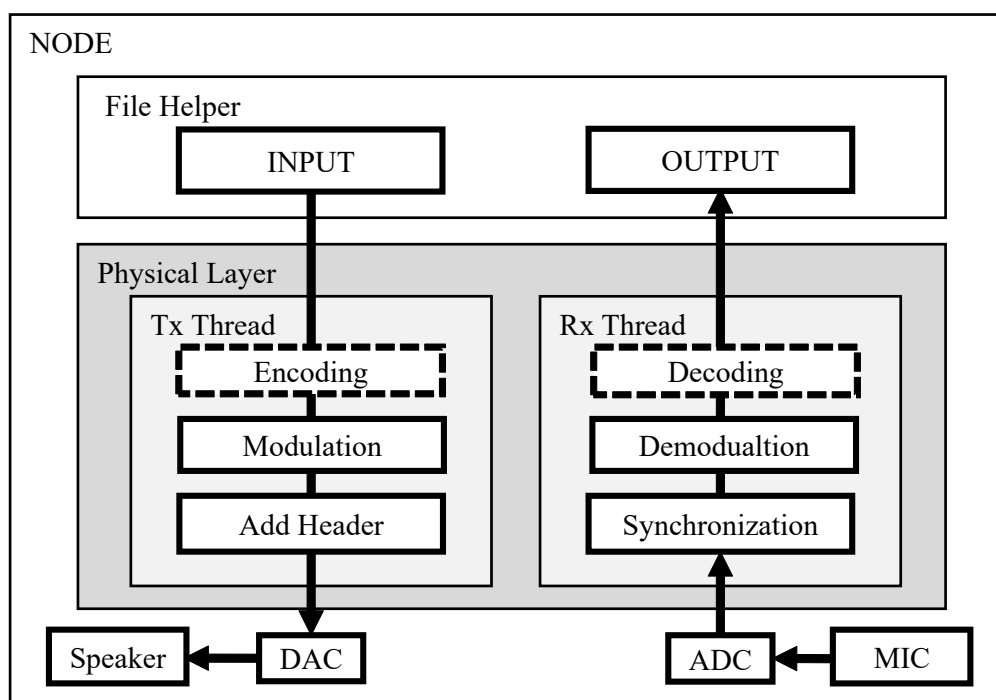 NODE
File Helper
INPUT
OUTPUT
Physical Layer
Tx Thread
Rx Thread
Encoding
Decoding
Modulation
Demodualtion
Add Header
Synchronization
Speaker
DAC
ADC
MIC